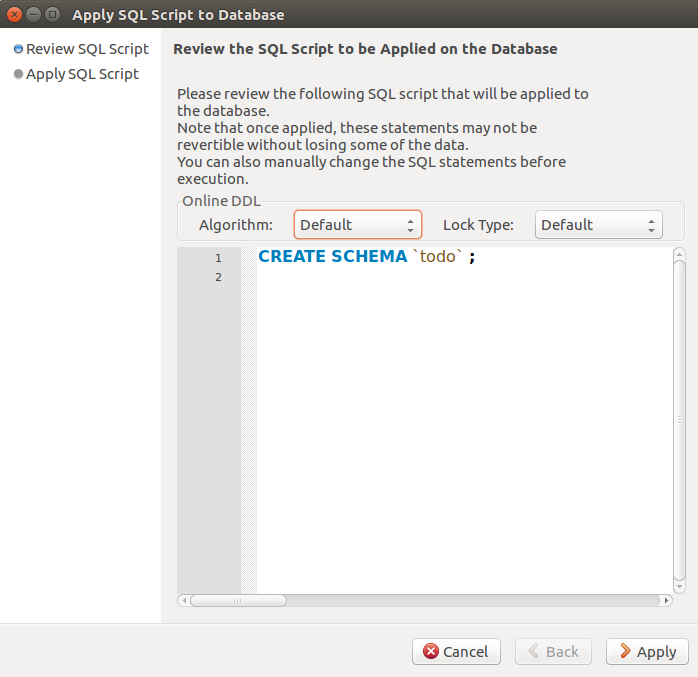 Apply SQL Script to Database
Review SQL Script
Apply SQL Script
Review the SQL Script to be Applied on the Database
Please review the following SQL script that will be applied to
the database.
Note that once applied, these statements may not be
revertible without losing some of the data.
You can also manually change the SQL statements before
execution.
Online DDL
Algorithm: Default Lock Type: Default
1 CREATE SCHEMA `todo` ;
2
Cancel Back Apply